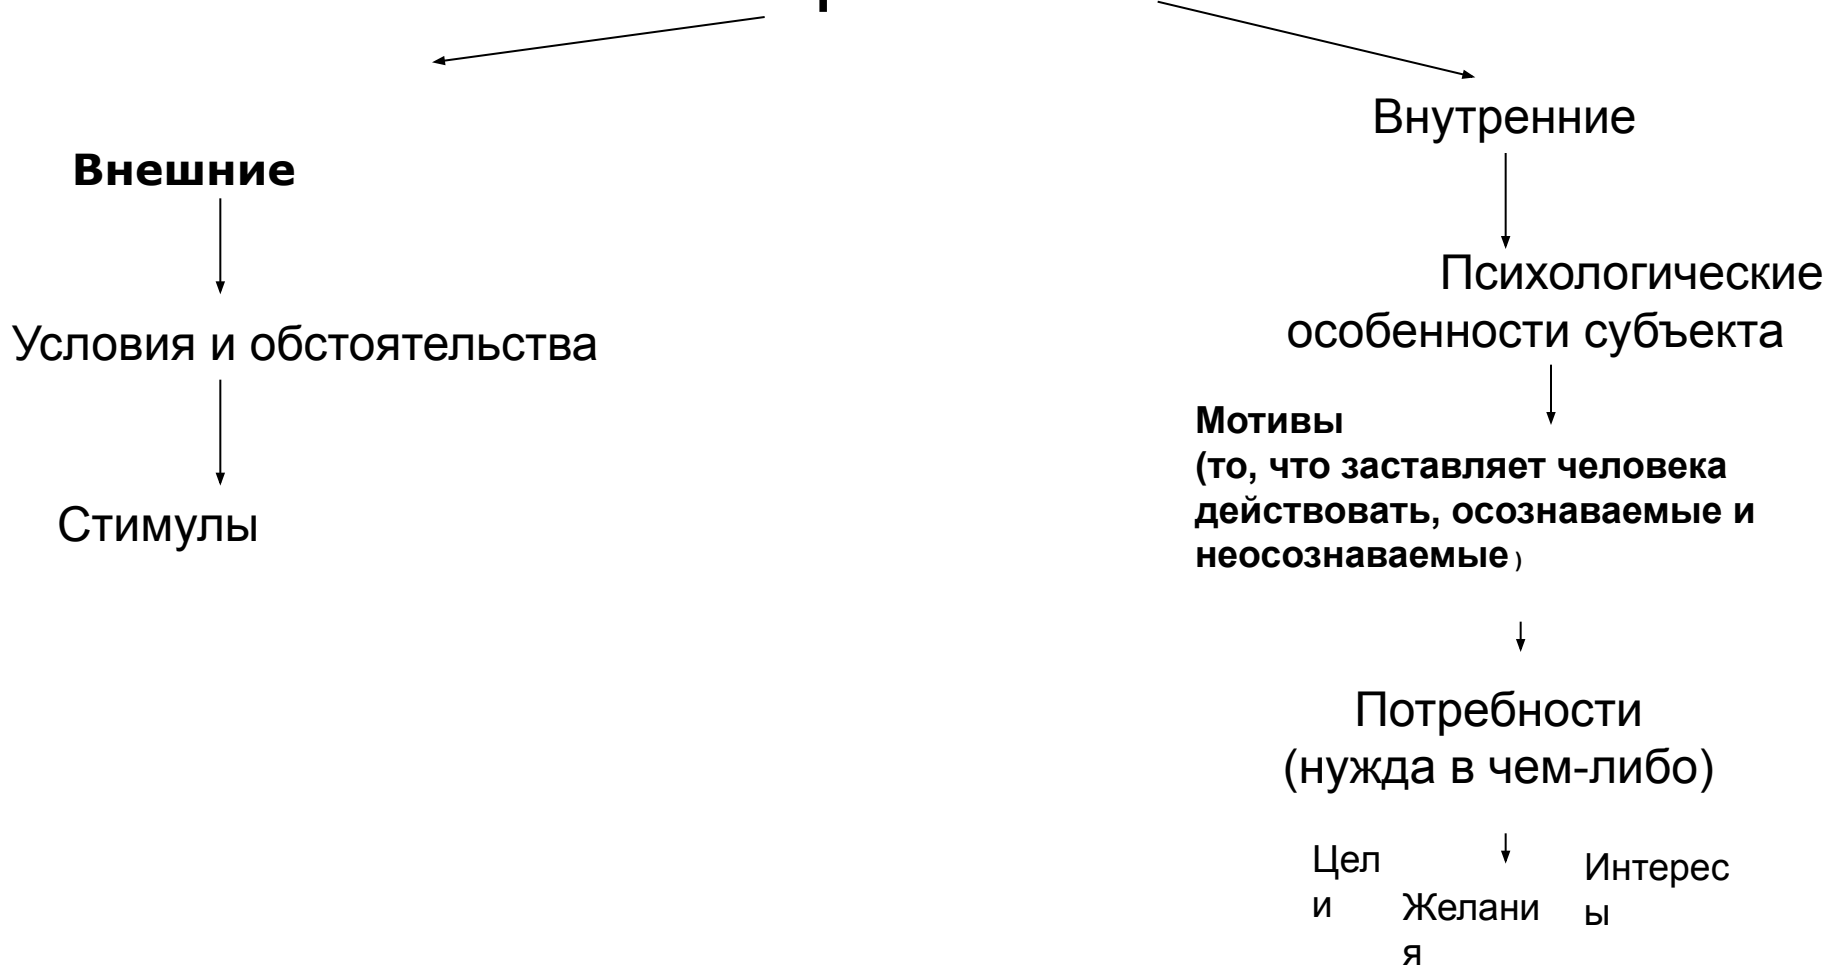 Внешние
Условия и обстоятельства
Стимулы
Внутренние
Психологические
особенности субъекта
Мотивы
(то, что заставляет человека
действовать, осознаваемые и
неосознаваемые )
Потребности
(нужда в чем-либо)
Цел
и
Желани
я
Интерес
ы